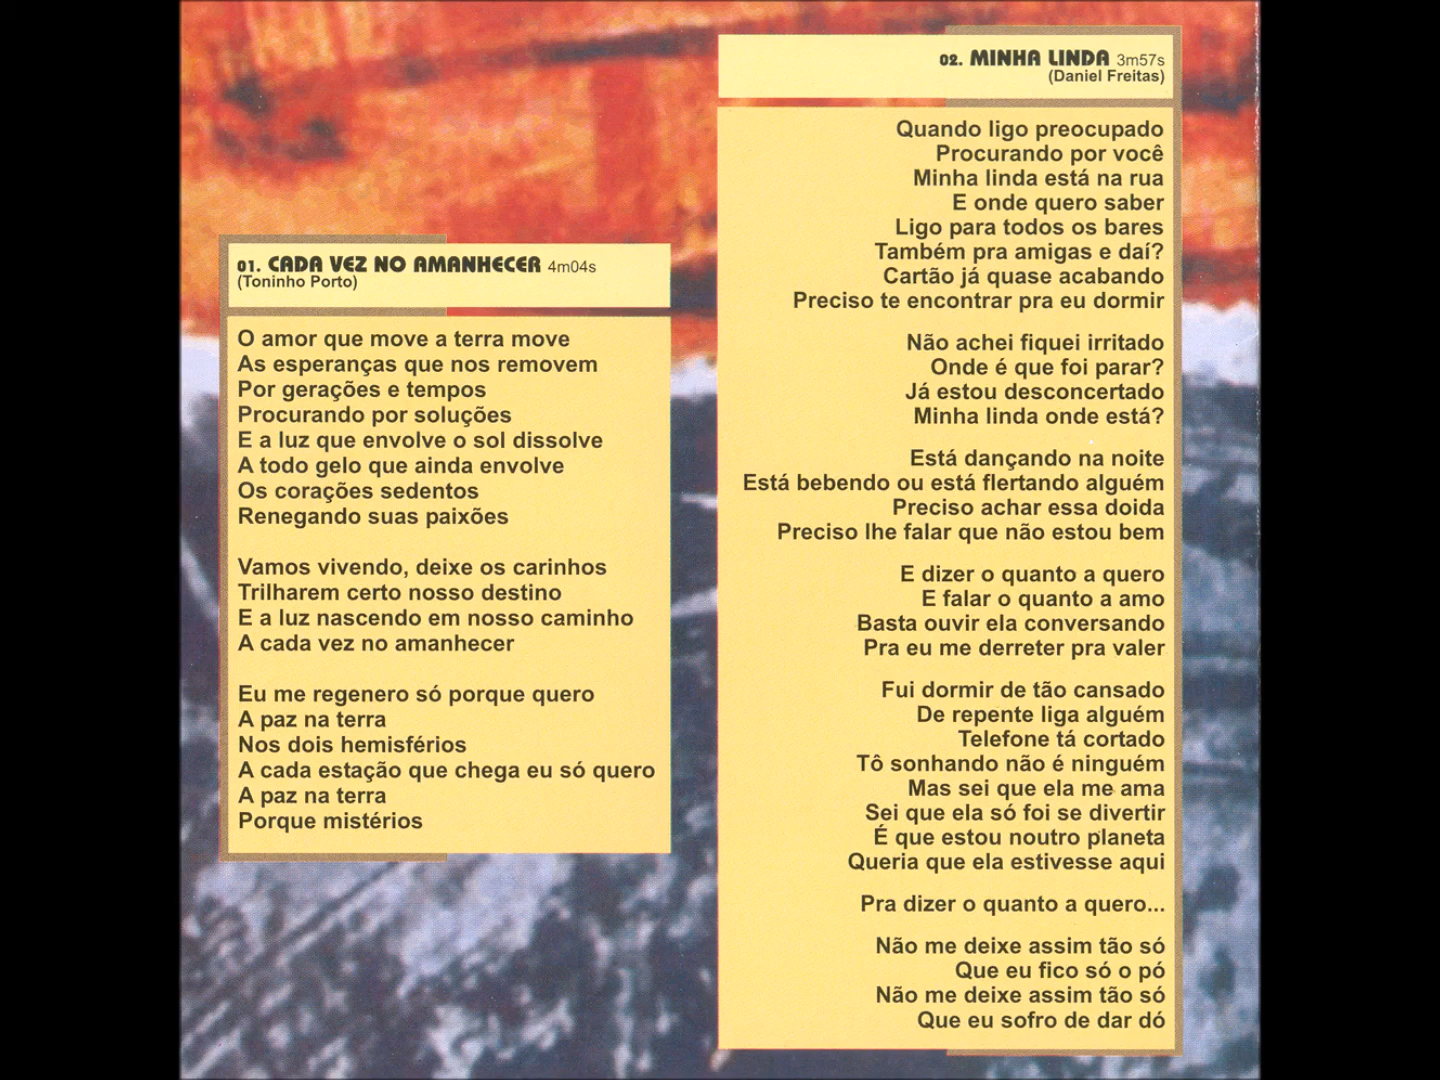 01. CADA VEZ NO AMANHECER 4m04s
(Toninho Porto)
O amor que move a terra move
As esperanças que nos removem
Por gerações e tempos
Procurando por soluções
E a luz que envolve o sol dissolve
A todo gelo que ainda envolve
Os corações sedentos
Renegando suas paixões
Vamos vivendo, deixe os carinhos
Trilharem certo nosso destino
E a luz nascendo em nosso caminho
A cada vez no amanhecer
Eu me regenero só porque quero
A paz na terra
Nos dois hemisférios
A cada estação que chega eu só quero
A paz na terra
Porque mistérios
02. MINHA LINDA 3m57s
(Daniel Freitas)
Quando ligo preocupado
Procurando por você
Minha linda está na rua
E onde quero saber
Ligo para todos os bares
Também pra amigas e daí?
Cartão já quase acabando
Preciso te encontrar pra eu dormir
Não achei fiquei irritado
Onde é que foi parar?
Já estou desconcertado
Minha linda onde está?
Está dançando na noite
Está bebendo ou está flertando alguém
Preciso achar essa doida
Preciso lhe falar que não estou bem
E dizer o quanto a quero
E falar o quanto a amo
Basta ouvir ela conversando
Pra eu me derreter pra valer
Fui dormir de tão cansado
De repente liga alguém
Telefone tá cortado
Tô sonhando não é ninguém
Mas sei que ela me ama
Sei que ela só foi se divertir
É que estou noutro planeta
Queria que ela estivesse aqui
Pra dizer o quanto a quero...
Não me deixe assim tão só
Que eu fico só o pó
Não me deixe assim tão só
Que eu sofro de dar dó